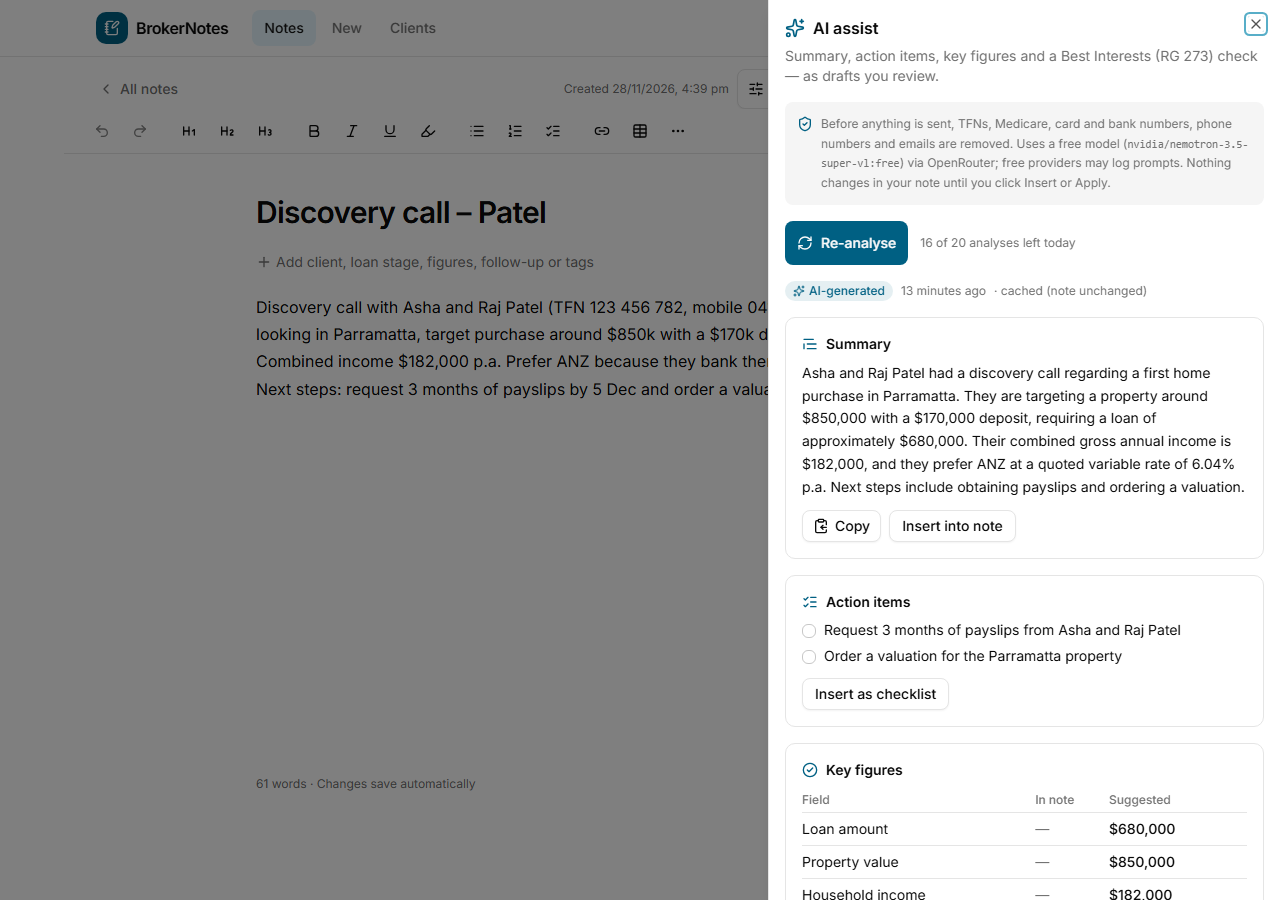 BrokerNotes
Notes
New
Clients
All notes
Created 28/11/2026, 4:39 pm
H1
H2
H3
B
I
U
Discovery call – Patel
Add client, loan stage, figures, follow-up or tags
Discovery call with Asha and Raj Patel (TFN 123 456 782, mobile 04
looking in Parramatta, target purchase around $850k with a $170k d
Combined income $182,000 p.a. Prefer ANZ because they bank the
Next steps: request 3 months of payslips by 5 Dec and order a valua
61 words · Changes save automatically
AI assist
Summary, action items, key figures and a Best Interests (RG 273) check
— as drafts you review.
Before anything is sent, TFNs, Medicare, card and bank numbers, phone
numbers and emails are removed. Uses a free model (nvidia/nemotron-3.5-
super-v1:free) via OpenRouter; free providers may log prompts. Nothing
changes in your note until you click Insert or Apply.
Re-analyse
16 of 20 analyses left today
AI-generated
13 minutes ago · cached (note unchanged)
Summary
Asha and Raj Patel had a discovery call regarding a first home
purchase in Parramatta. They are targeting a property around
$850,000 with a $170,000 deposit, requiring a loan of
approximately $680,000. Their combined gross annual income is
$182,000, and they prefer ANZ at a quoted variable rate of 6.04%
p.a. Next steps include obtaining payslips and ordering a valuation.
Copy
Insert into note
Action items
Request 3 months of payslips from Asha and Raj Patel
Order a valuation for the Parramatta property
Insert as checklist
Key figures
Field In note Suggested
Loan amount — $680,000
Property value — $850,000
Household income — $182,000